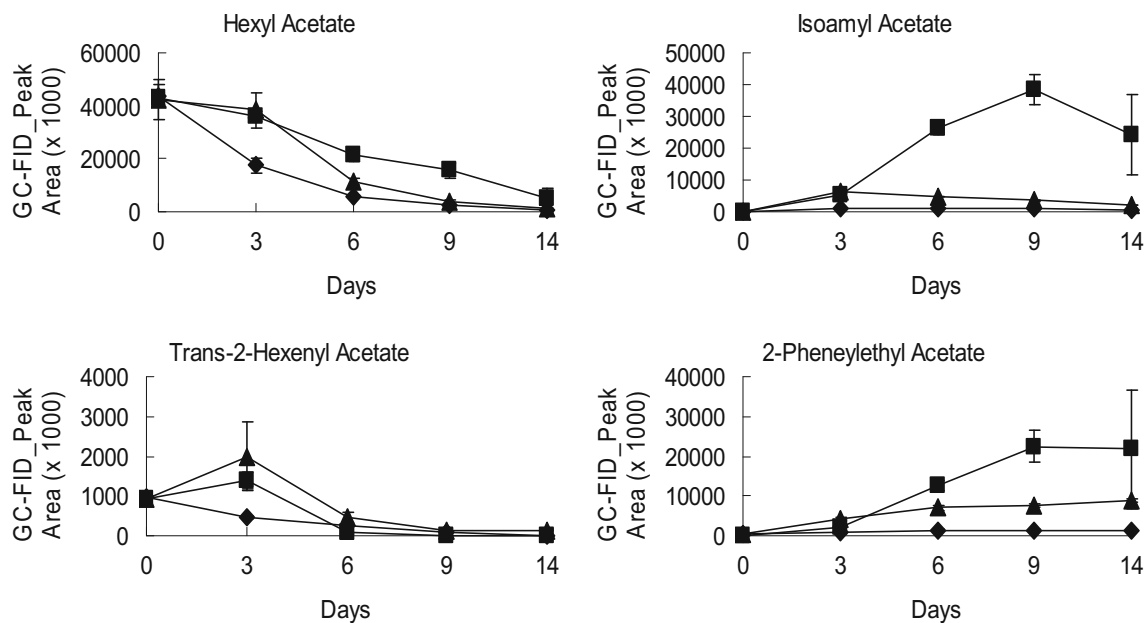 Hexyl Acetate
GC-FID_Peak
Area (x 1000)
60000
40000
20000
0
0 3 6 9 14
Days
Isoamyl Acetate
GC-FID_Peak
Area (x 1000)
50000
40000
30000
20000
10000
0
0 3 6 9 14
Days
Trans-2-Hexenyl Acetate
GC-FID_Peak
Area (x 1000)
4000
3000
2000
1000
0
0 3 6 9 14
Days
2-Pheneylethyl Acetate
GC-FID_Peak
Area (x 1000)
40000
30000
20000
10000
0
0 3 6 9 14
Days